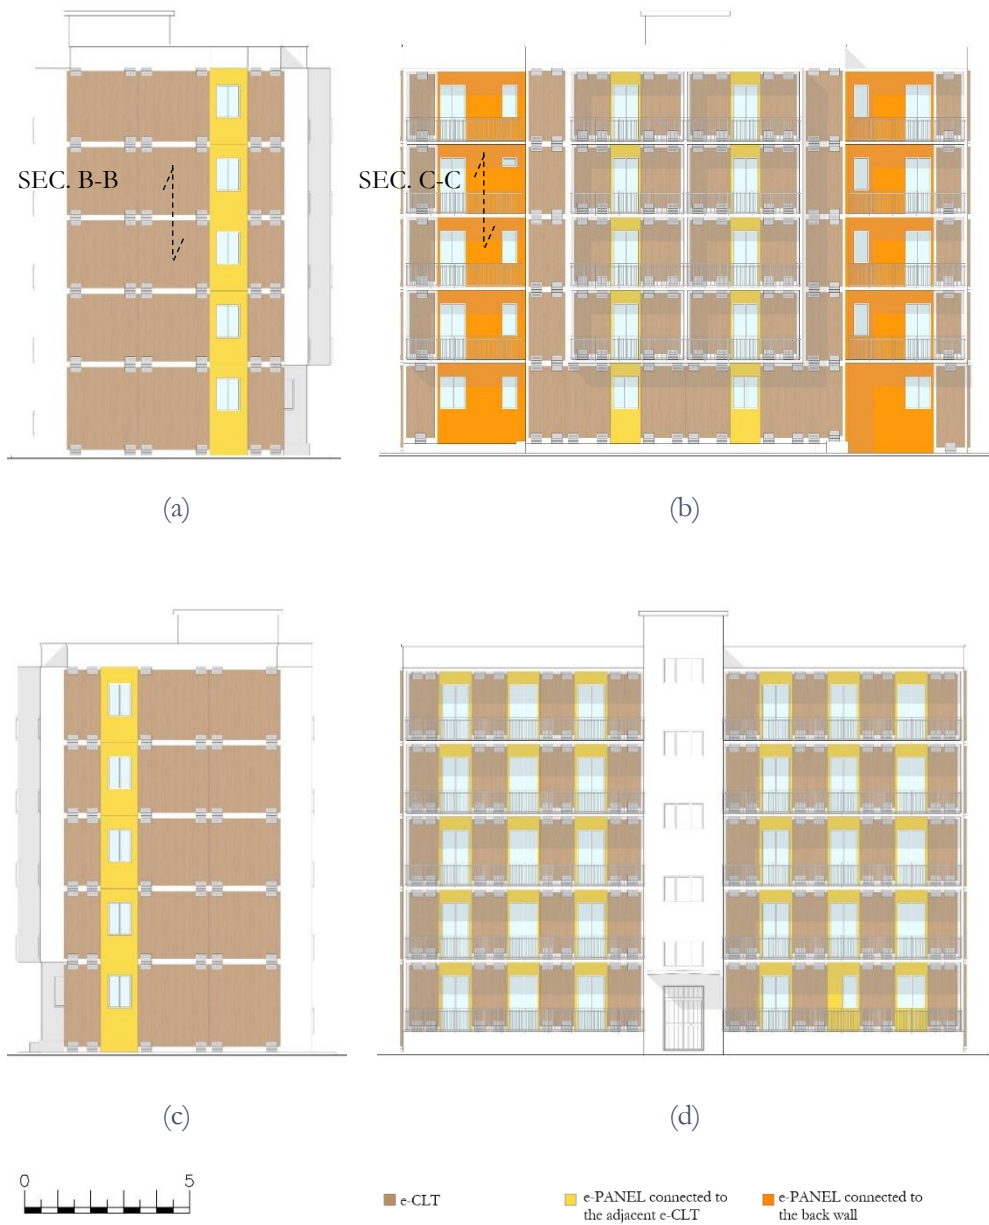 SEC. B-B
SEC. C-C
(a)
(b)
(c)
(d)
0 5
e-CLT
e-PANEL connected to
the adjacent e-CLT
e-PANEL connected to
the back wall